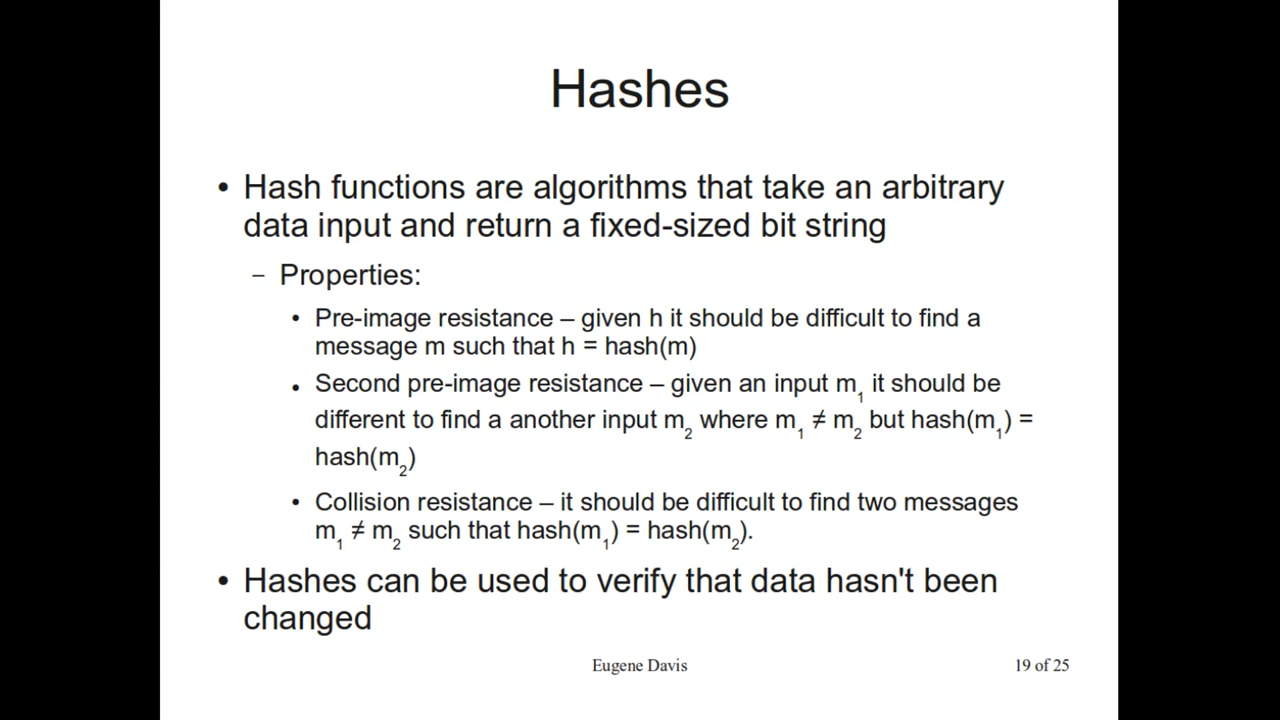 Hashes
• Hash functions are algorithms that take an arbitrary
data input and return a fixed-sized bit string
– Properties:
• Pre-image resistance – given h it should be difficult to find a
message m such that h = hash(m)
• Second pre-image resistance – given an input m₁ it should be
different to find a another input m₂ where m₁ ≠ m₂ but hash(m₁) =
hash(m₂)
• Collision resistance – it should be difficult to find two messages
m₁ ≠ m₂ such that hash(m₁) = hash(m₂).
• Hashes can be used to verify that data hasn't been
changed
Eugene Davis
19 of 25